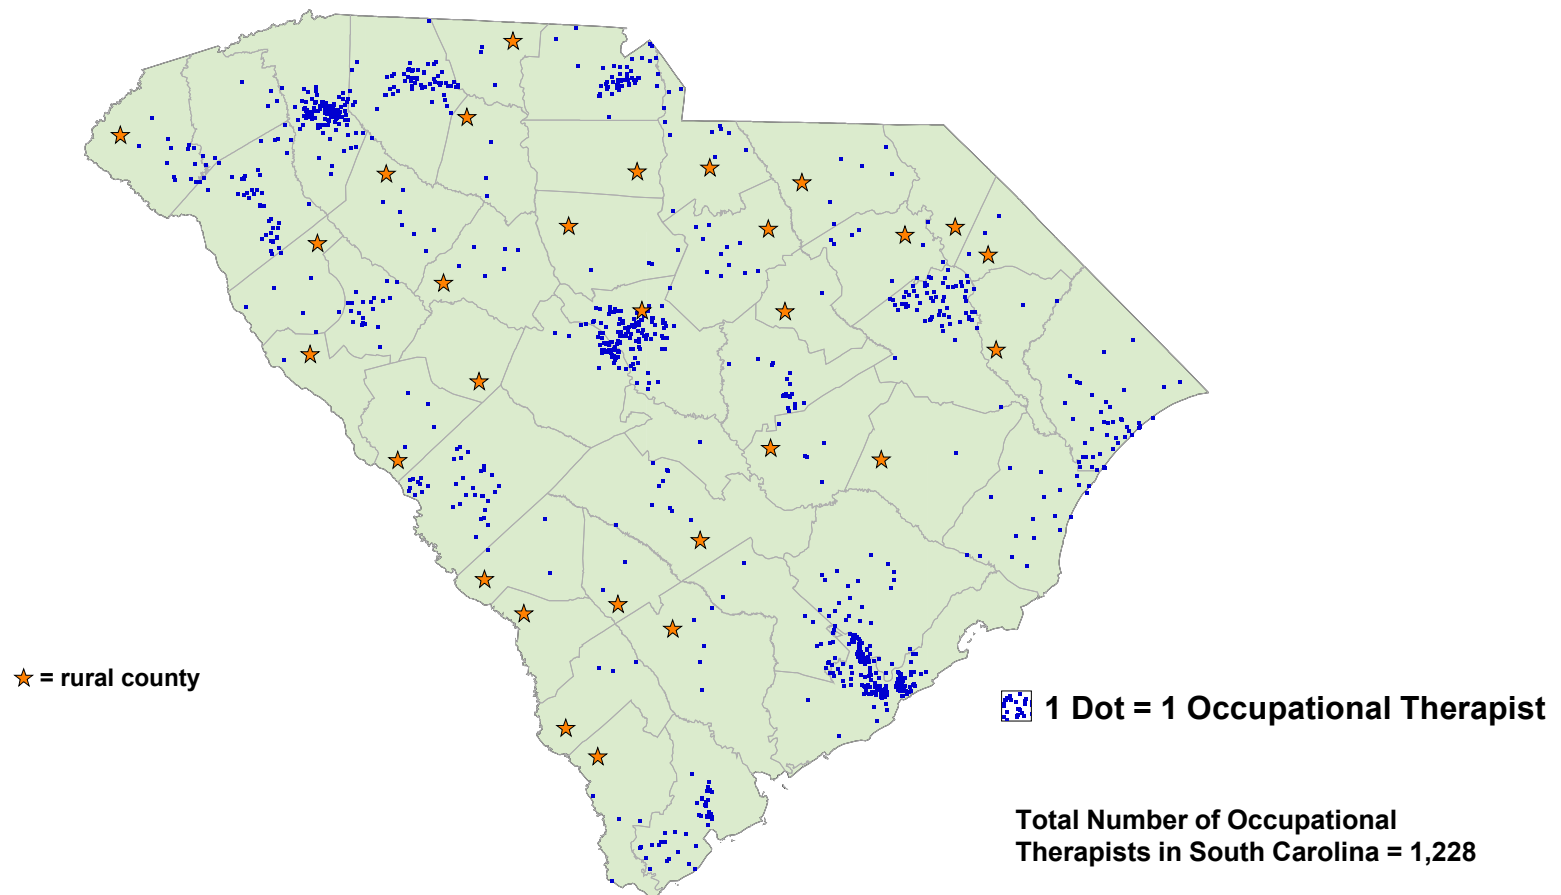 = rural county
1 Dot = 1 Occupational Therapist
Total Number of Occupational
Therapists in South Carolina = 1,228